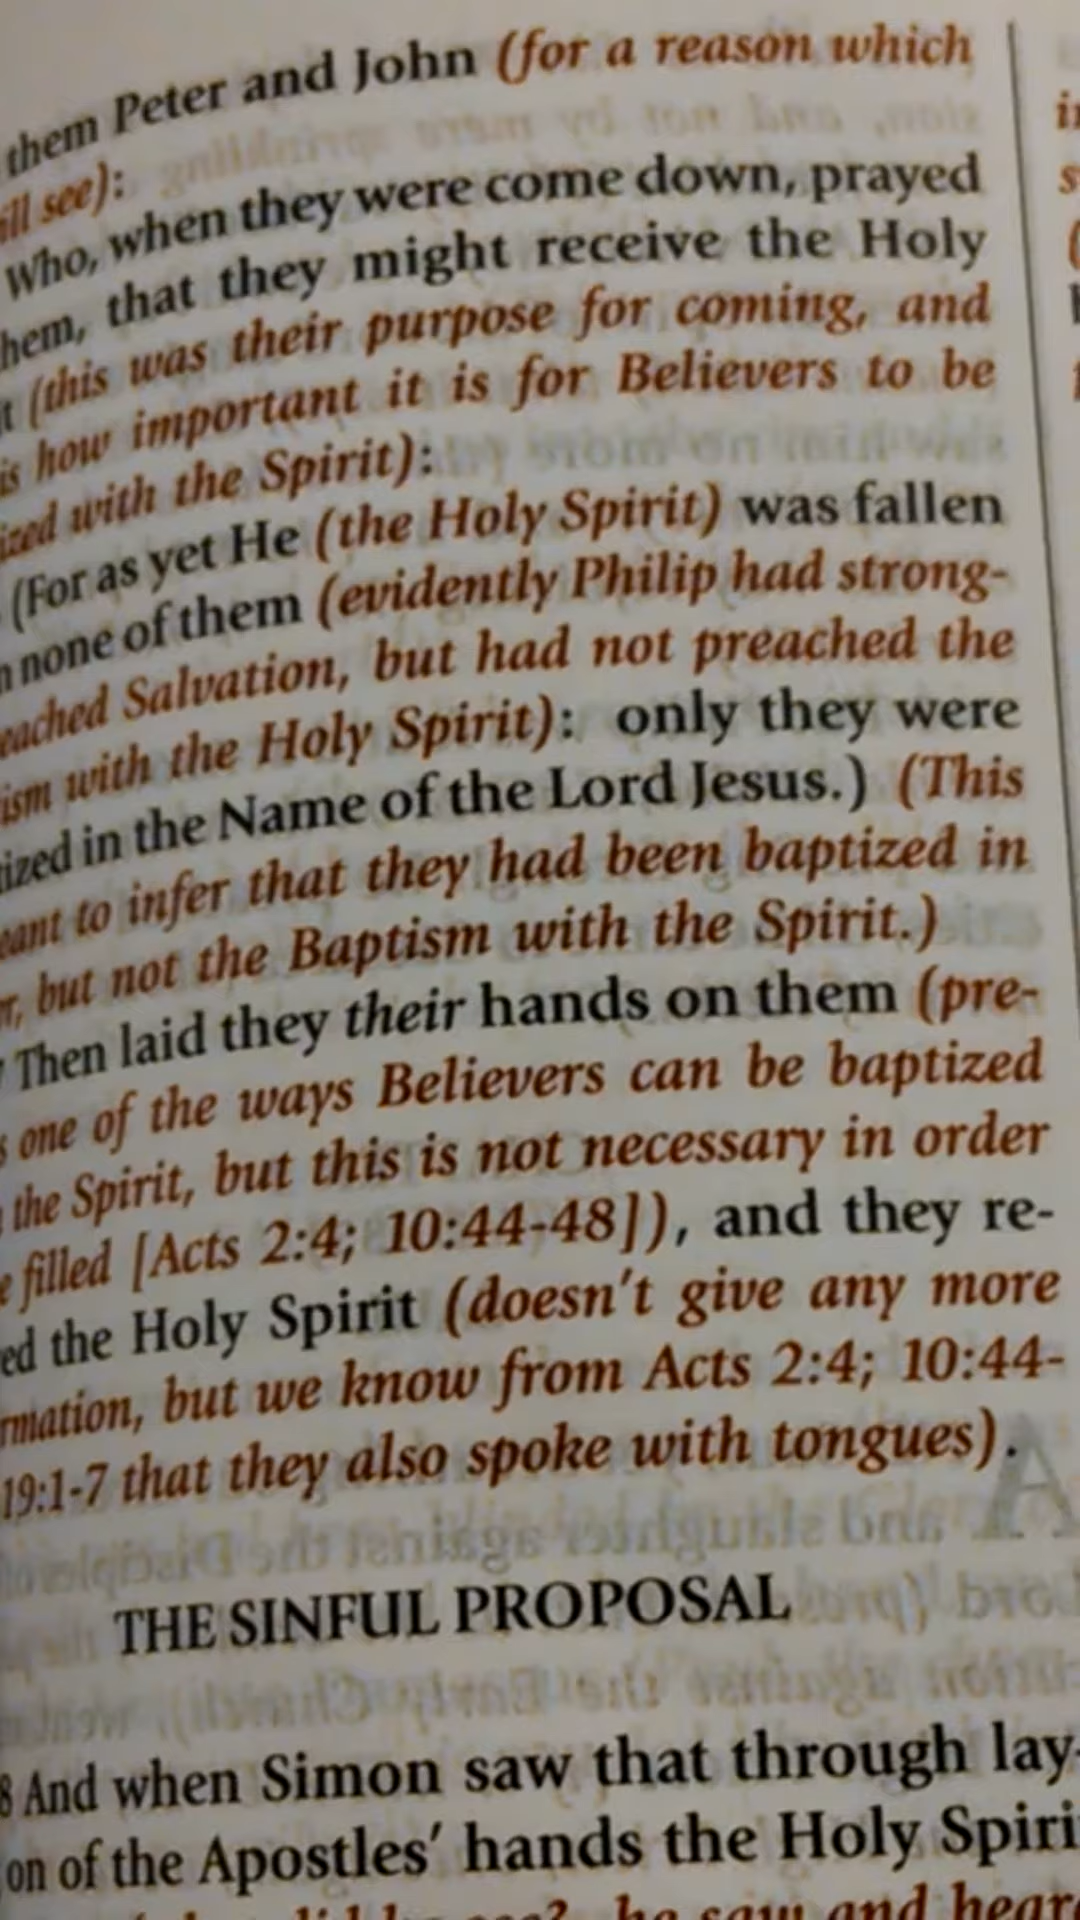 them Peter and John (for a reason which
ill see):
Who, when they were come down, prayed
hem, that they might receive the Holy
t (this was their purpose for coming, and
is how important it is for Believers to be
ized with the Spirit):
(For as yet He (the Holy Spirit) was fallen
n none of them (evidently Philip had strong-
eached Salvation, but had not preached the
ism with the Holy Spirit): only they were
ized in the Name of the Lord Jesus.) (This
eant to infer that they had been baptized in
r, but not the Baptism with the Spirit.)
Then laid they their hands on them (pre-
s one of the ways Believers can be baptized
the Spirit, but this is not necessary in order
e filled [Acts 2:4; 10:44-48]), and they re-
ed the Holy Spirit (doesn't give any more
rmation, but we know from Acts 2:4; 10:44-
19:1-7 that they also spoke with tongues).
THE SINFUL PROPOSAL
8 And when Simon saw that through lay-
on of the Apostles' hands the Holy Spiri
he saw and hear